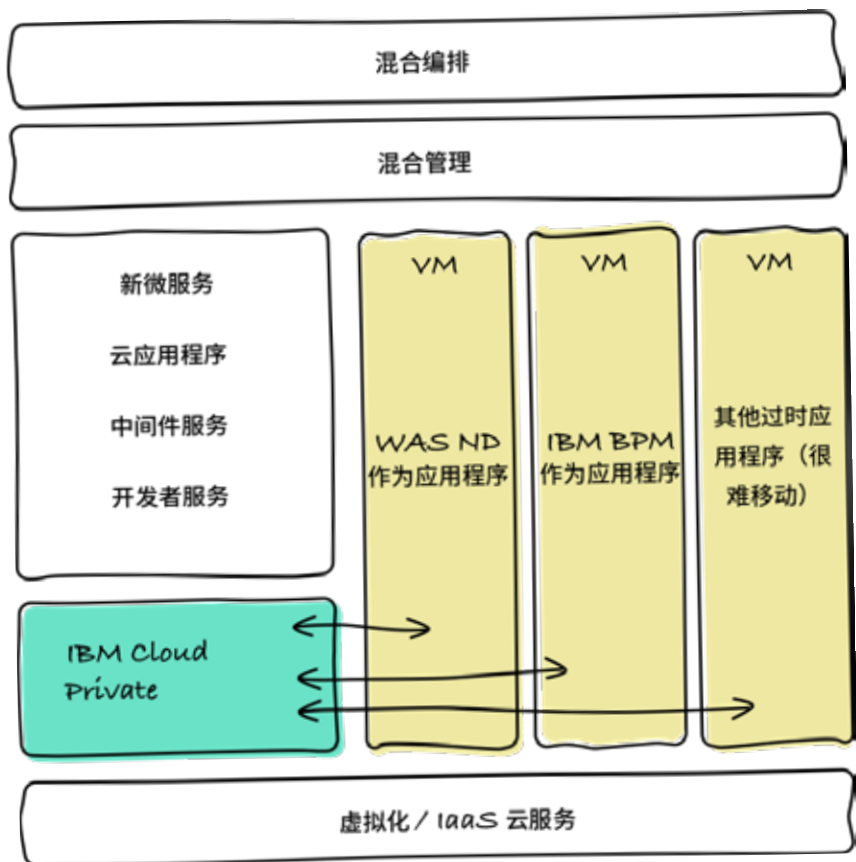 混合编排
混合管理
新微服务
云应用程序
中间件服务
开发者服务
VM
WAS ND
作为应用程序
VM
IBM BPM
作为应用程序
VM
其他过时应
用程序（很
难移动）
IBM Cloud
Private
虚拟化 / IaaS 云服务